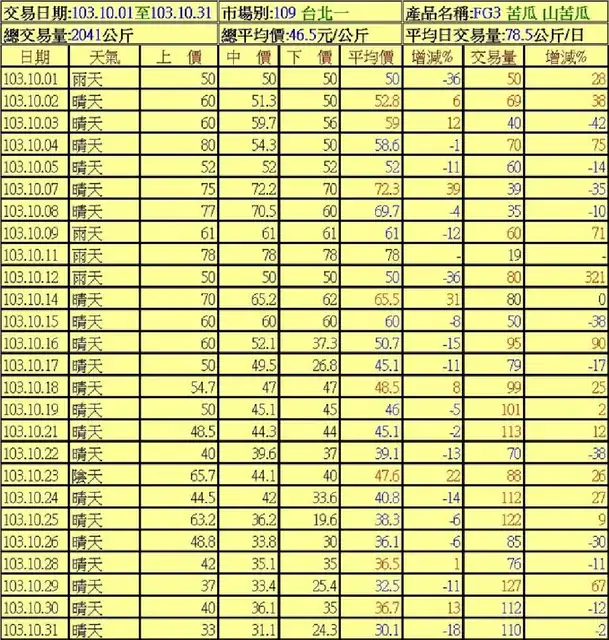 交易日期:103.10.01至103.10.31 市場別:109 台北一 產品名稱:FG3 苦瓜 山苦瓜
總交易量:2041公斤 總平均價:46.5元/公斤 平均日交易量:78.5公斤/日
日期 天氣 上 價 中 價 下 價 平均價 增減% 交易量 增減%
103.10.01 雨天 50 50 50 50 -36 50 28
103.10.02 晴天 60 51.3 50 52.8 6 69 38
103.10.03 晴天 60 59.7 56 59 12 40 -42
103.10.04 晴天 80 54.3 50 58.6 -1 70 75
103.10.05 晴天 52 52 52 52 -11 60 -14
103.10.07 晴天 75 72.2 70 72.3 39 39 -35
103.10.08 晴天 77 70.5 60 69.7 -4 35 -10
103.10.09 雨天 61 61 61 61 -12 60 71
103.10.11 雨天 78 78 78 78 - 19 -
103.10.12 雨天 50 50 50 50 -36 80 321
103.10.14 晴天 70 65.2 62 65.5 31 80 0
103.10.15 晴天 60 60 60 60 -8 50 -38
103.10.16 晴天 60 52.1 37.3 50.7 -15 95 90
103.10.17 晴天 50 49.5 26.8 45.1 -11 79 -17
103.10.18 晴天 54.7 47 47 48.5 8 99 25
103.10.19 晴天 50 45.1 45 46 -5 101 2
103.10.21 晴天 48.5 44.3 44 45.1 -2 113 12
103.10.22 晴天 40 39.6 37 39.1 -13 70 -38
103.10.23 陰天 65.7 44.1 40 47.6 22 88 26
103.10.24 晴天 44.5 42 33.6 40.8 -14 112 27
103.10.25 晴天 63.2 36.2 19.6 38.3 -6 122 9
103.10.26 晴天 48.8 33.8 30 36.1 -6 85 -30
103.10.28 晴天 42 35.1 35 36.5 1 76 -11
103.10.29 晴天 37 33.4 25.4 32.5 -11 127 67
103.10.30 晴天 40 36.1 35 36.7 13 112 -12
103.10.31 晴天 33 31.1 24.3 30.1 -18 110 -2